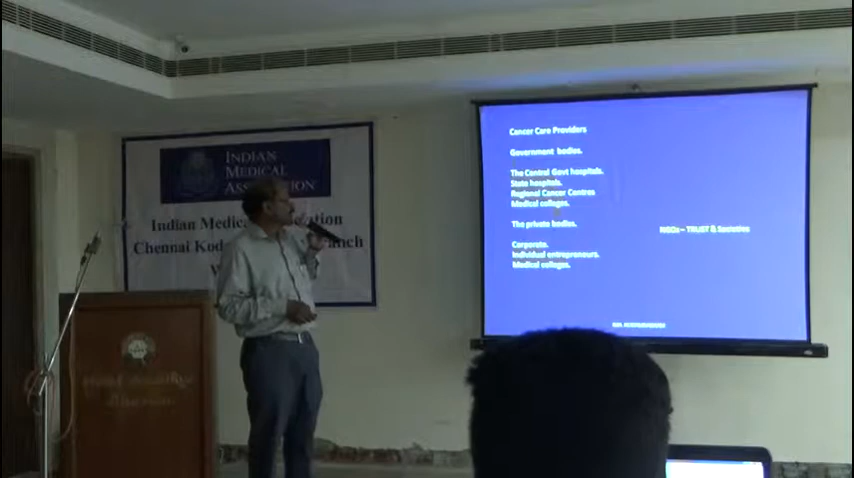 INDIAN
MEDICAL
ASSOCIATION
Indian Medical
Chennai Kod
Cancer Care Providers
Government bodies.
The Central Govt hospitals.
State hospitals.
Regional Cancer Centres
Medical colleges.
The private bodies.
NGOs – TRUST & Societies
Corporate.
Individual entrepreneurs.
Medical colleges.